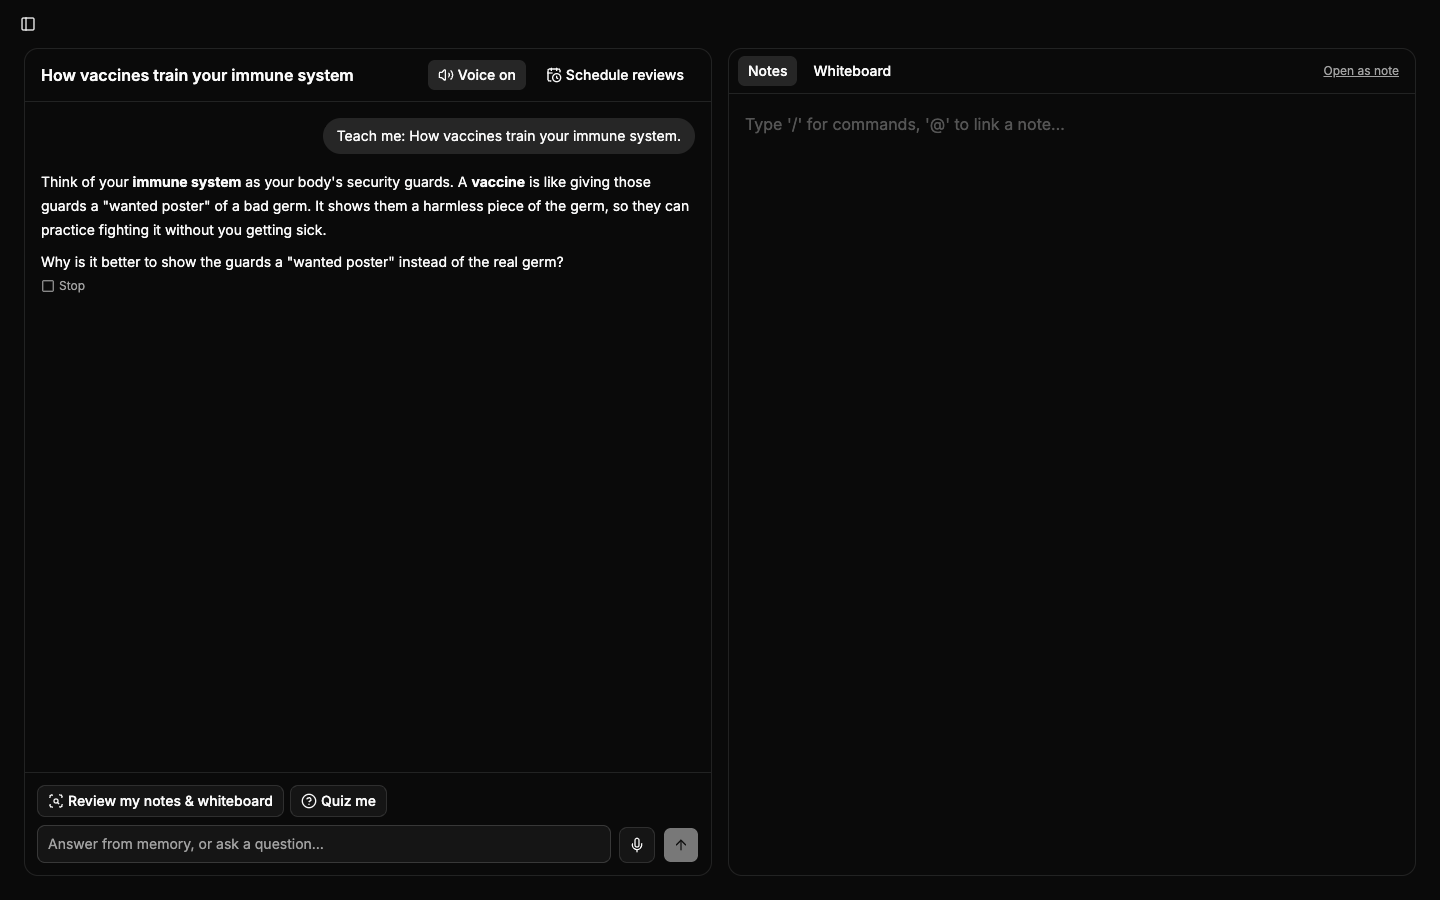 How vaccines train your immune system
Voice on
Schedule reviews
Teach me: How vaccines train your immune system.
Think of your immune system as your body's security guards. A vaccine is like giving those
guards a "wanted poster" of a bad germ. It shows them a harmless piece of the germ, so they can
practice fighting it without you getting sick.
Why is it better to show the guards a "wanted poster" instead of the real germ?
Stop
Review my notes & whiteboard
Quiz me
Answer from memory, or ask a question...
Notes
Whiteboard
Open as note
Type '/' for commands, '@' to link a note...